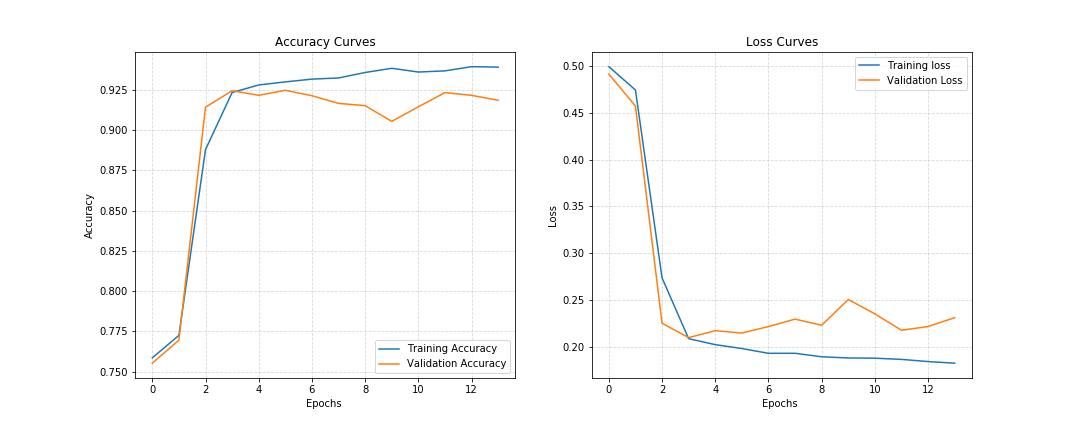 Accuracy Curves
0.925
0.900
0.875
0.850
0.825
0.800
0.775
0.750
Accuracy
0 2 4 6 8 10 12
Epochs
Training Accuracy
Validation Accuracy
Loss Curves
0.50
0.45
0.40
0.35
0.30
0.25
0.20
Loss
0 2 4 6 8 10 12
Epochs
Training loss
Validation Loss